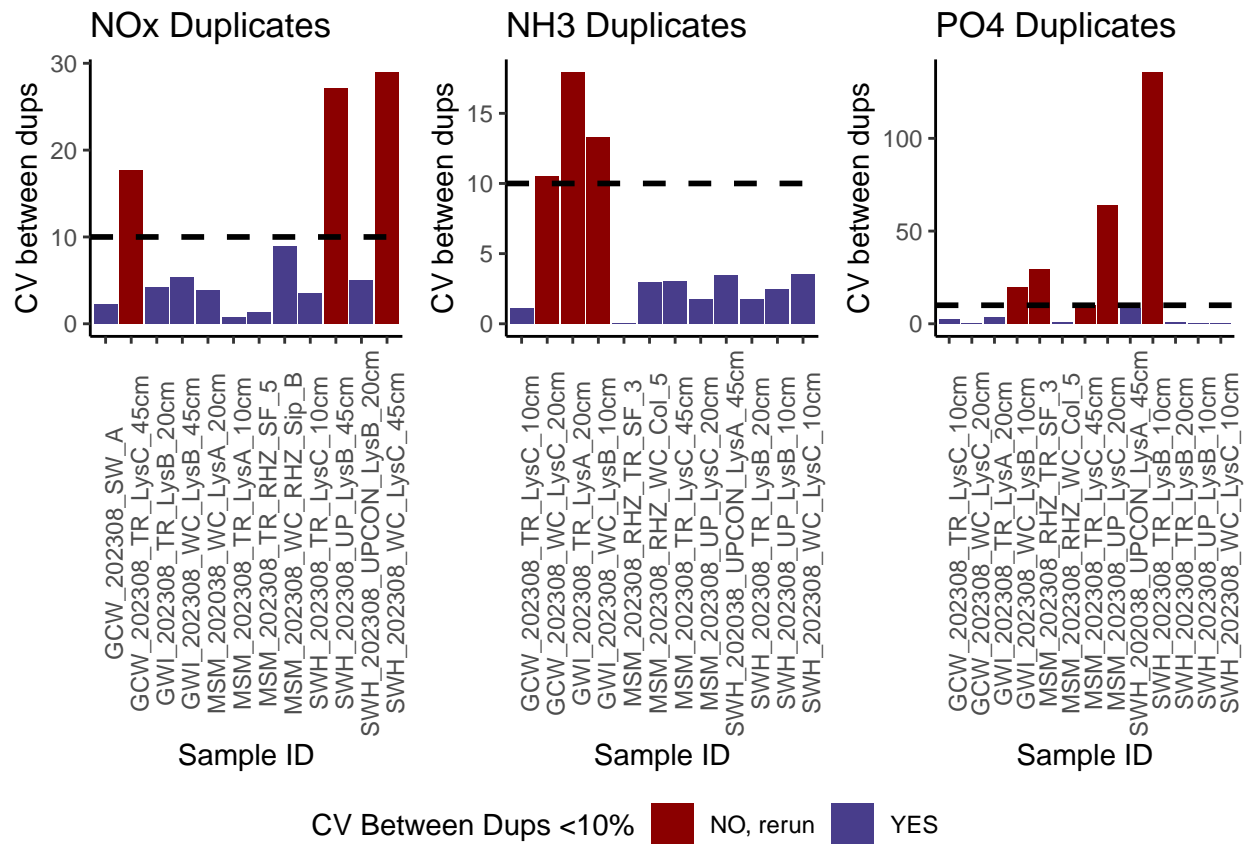 NOx Duplicates
CV between dups
30
20
10
0
GCW_202308_SW_A
GCW_202308_TR_LysC_45cm
GWI_202308_TR_LysB_20cm
GWI_202308_WC_LysB_45cm
MSM_202038_WC_LysA_20cm
MSM_202308_TR_LysA_10cm
MSM_202308_TR_RHZ_SF_5
MSM_202308_WC_RHZ_Sip_B
SWH_202308_TR_LysC_10cm
SWH_202308_UP_LysB_45cm
SWH_202308_UPCON_LysB_20cm
SWH_202308_WC_LysC_45cm
Sample ID
NH3 Duplicates
CV between dups
15
10
5
0
GCW_202308_TR_LysC_10cm
GCW_202308_WC_LysC_20cm
GWI_202308_TR_LysA_20cm
GWI_202308_WC_LysB_10cm
MSM_202308_RHZ_TR_SF_3
MSM_202308_RHZ_WC_Col_5
MSM_202308_TR_LysC_45cm
MSM_202308_UP_LysC_20cm
SWH_202038_UPCON_LysA_45cm
SWH_202308_TR_LysB_20cm
SWH_202308_UP_LysB_10cm
SWH_202308_WC_LysC_10cm
Sample ID
PO4 Duplicates
CV between dups
100
50
0
GCW_202308_TR_LysC_10cm
GCW_202308_WC_LysC_20cm
GWI_202308_TR_LysA_20cm
GWI_202308_WC_LysB_10cm
MSM_202308_RHZ_TR_SF_3
MSM_202308_RHZ_WC_Col_5
MSM_202308_TR_LysC_45cm
MSM_202308_UP_LysC_20cm
SWH_202038_UPCON_LysA_45cm
SWH_202308_TR_LysB_10cm
SWH_202308_TR_LysB_20cm
SWH_202308_UP_LysB_10cm
SWH_202308_WC_LysC_10cm
Sample ID
CV Between Dups <10%
NO, rerun
YES